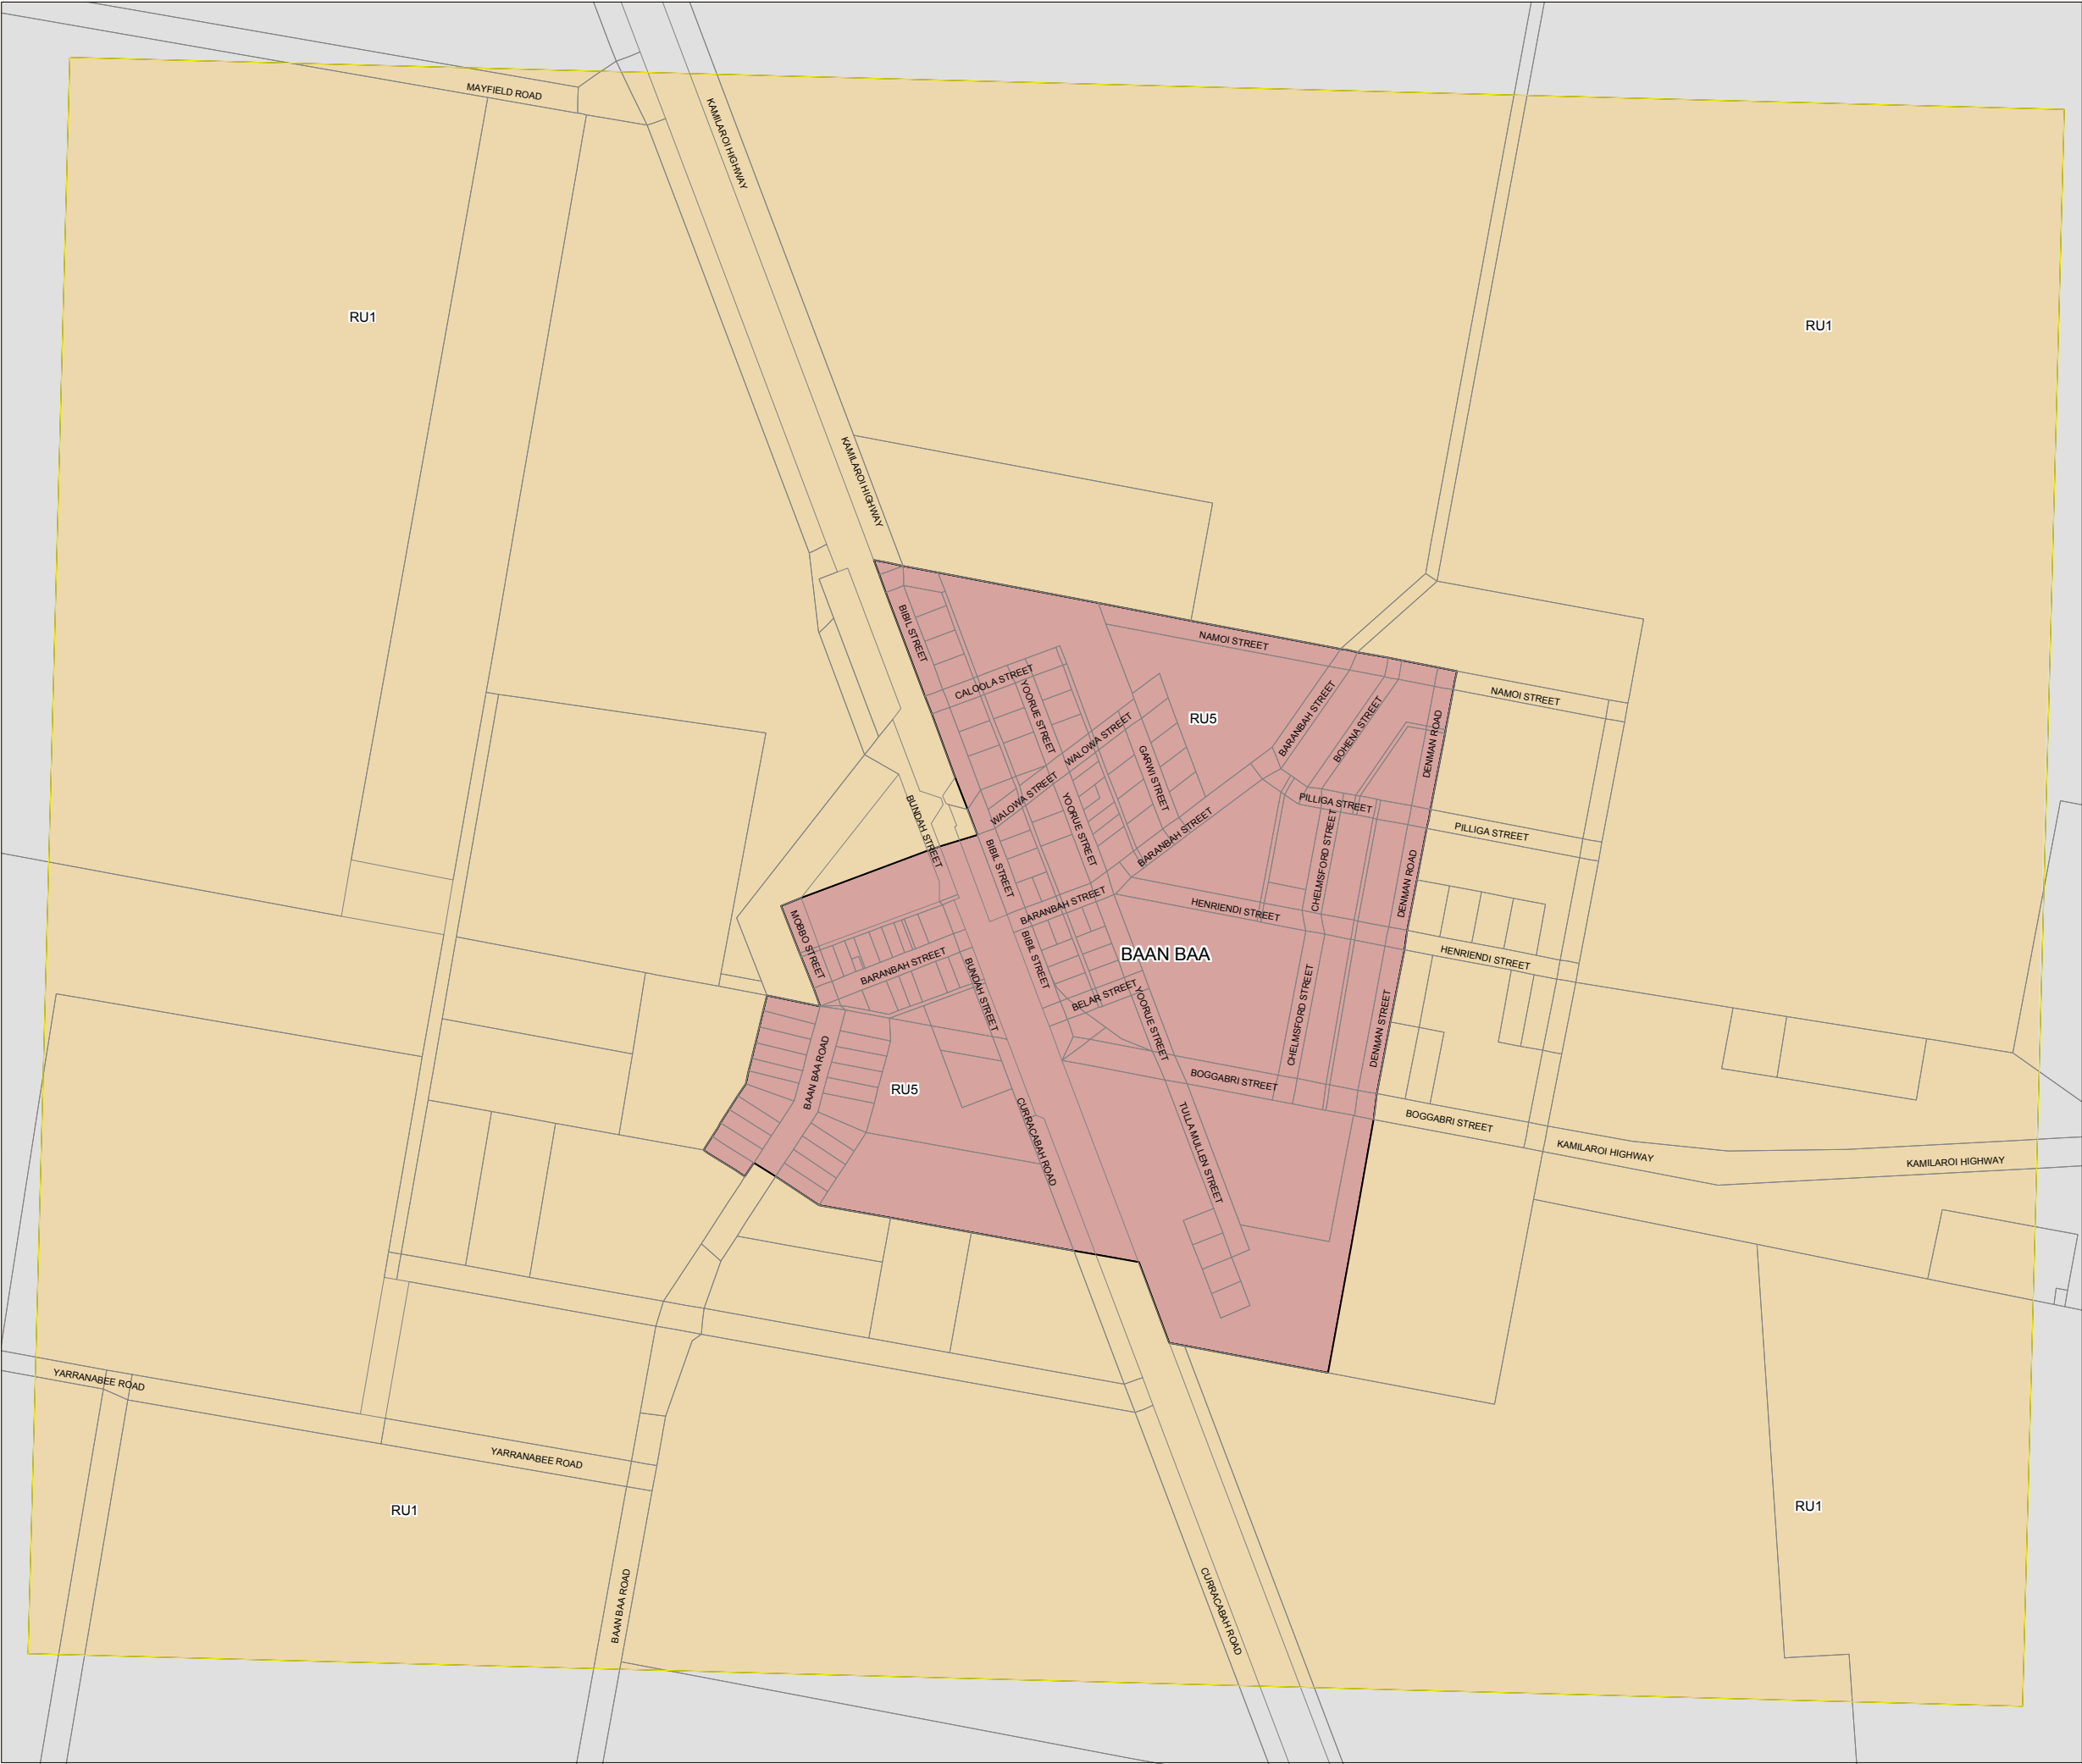 MAYFIELD ROAD
KAMILAROI HIGHWAY
RU1
RU1
KAMILAROI HIGHWAY
BIBIL STREET
NAMOI STREET
CALOOLA STREET
NAMOI STREET
YOORUE STREET
BARANBAH STREET
RU5
WALOWA STREET
BOHENA STREET
DENMAN ROAD
GARWI STREET
WALOWA STREET
PILLIGA STREET
BUNDAH STREET
YOORUE STREET
PILLIGA STREET
BARANBAH STREET
BIBIL STREET
CHELMSFORD STREET
DENMAN ROAD
BARANBAH STREET
HENRIENDI STREET
MOBBO STREET
BARANBAH STREET
BIBIL STREET
BAAN BAA
HENRIENDI STREET
BUNDAH STREET
BELAR STREET
YOORUE STREET
CHELMSFORD STREET
DENMAN STREET
BAAN BAA ROAD
RU5
BOGGABRI STREET
BOGGABRI STREET
CURRACABAH ROAD
TULLA MULLEN STREET
KAMILAROI HIGHWAY
KAMILAROI HIGHWAY
YARRANABEE ROAD
YARRANABEE ROAD
RU1
RU1
BAAN BAA ROAD
CURRACABAH ROAD